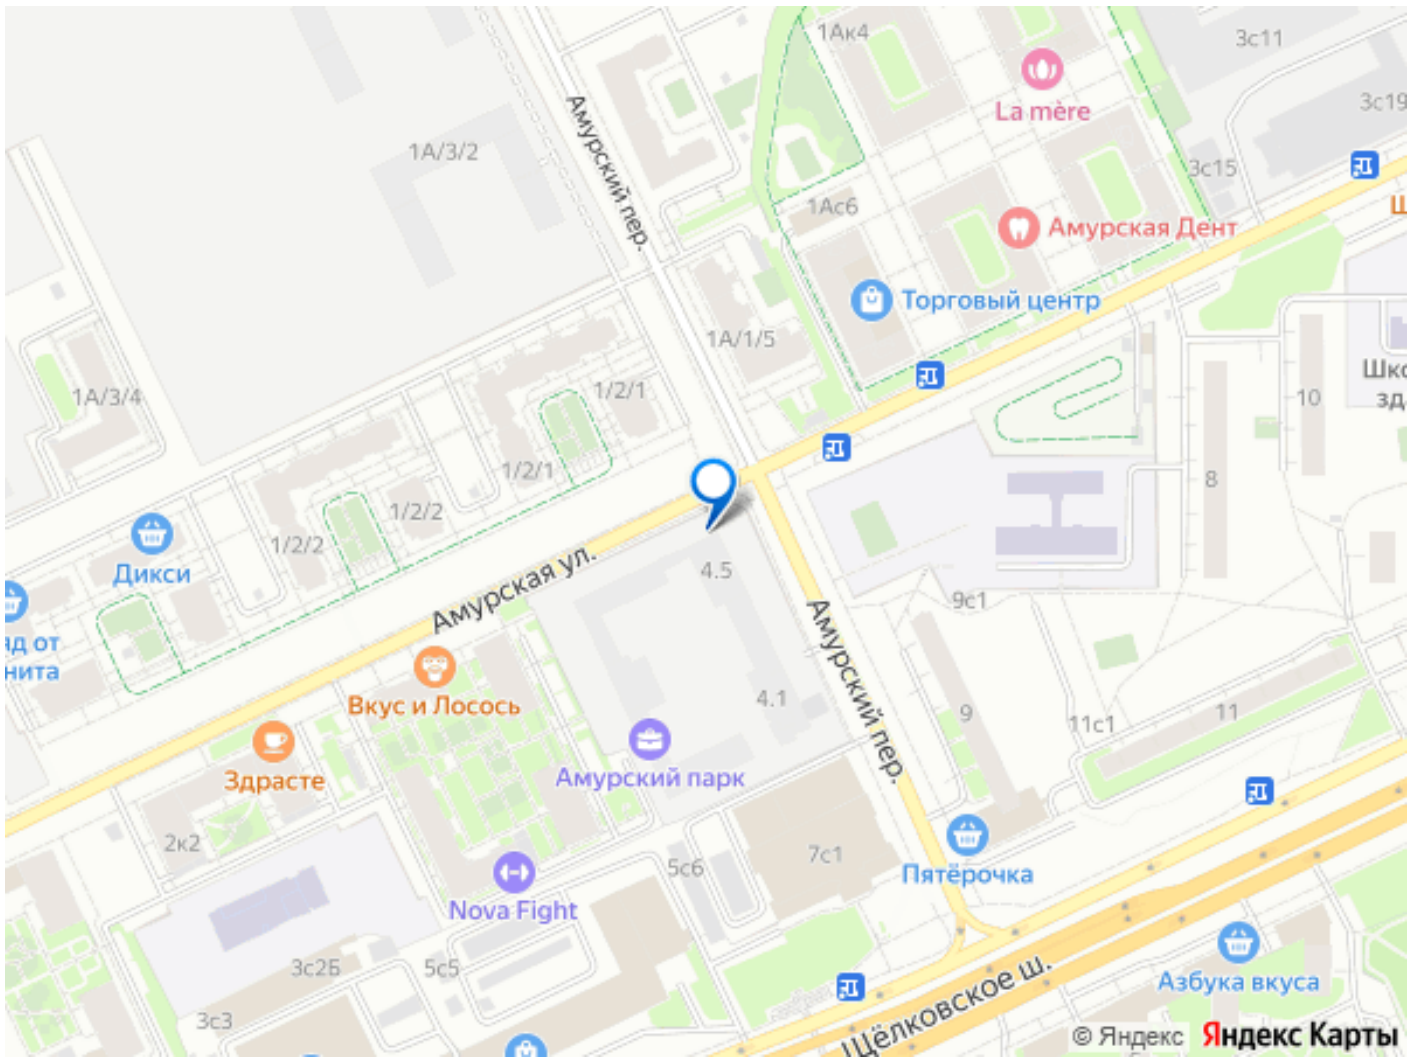 1Ак4
3с11
La mère
3с19
Амурский пер.
1А/3/2
3с15
1Ас6
Амурская Дент
Торговый центр
1А/1/5
1А/3/4
1/2/1
10
1/2/1
8
1/2/2
1/2/2
Дикси
4.5
Амурская ул.
9с1
Амурский пер.
Вкус и Лосось
4.1
9
11
11с1
Здрасте
Амурский парк
2к2
7с1
5с6
Пятёрочка
Nova Fight
3с2Б
5с5
Азбука вкуса
3с3
Щёлковское ш.
© Яндекс Яндекс Карты